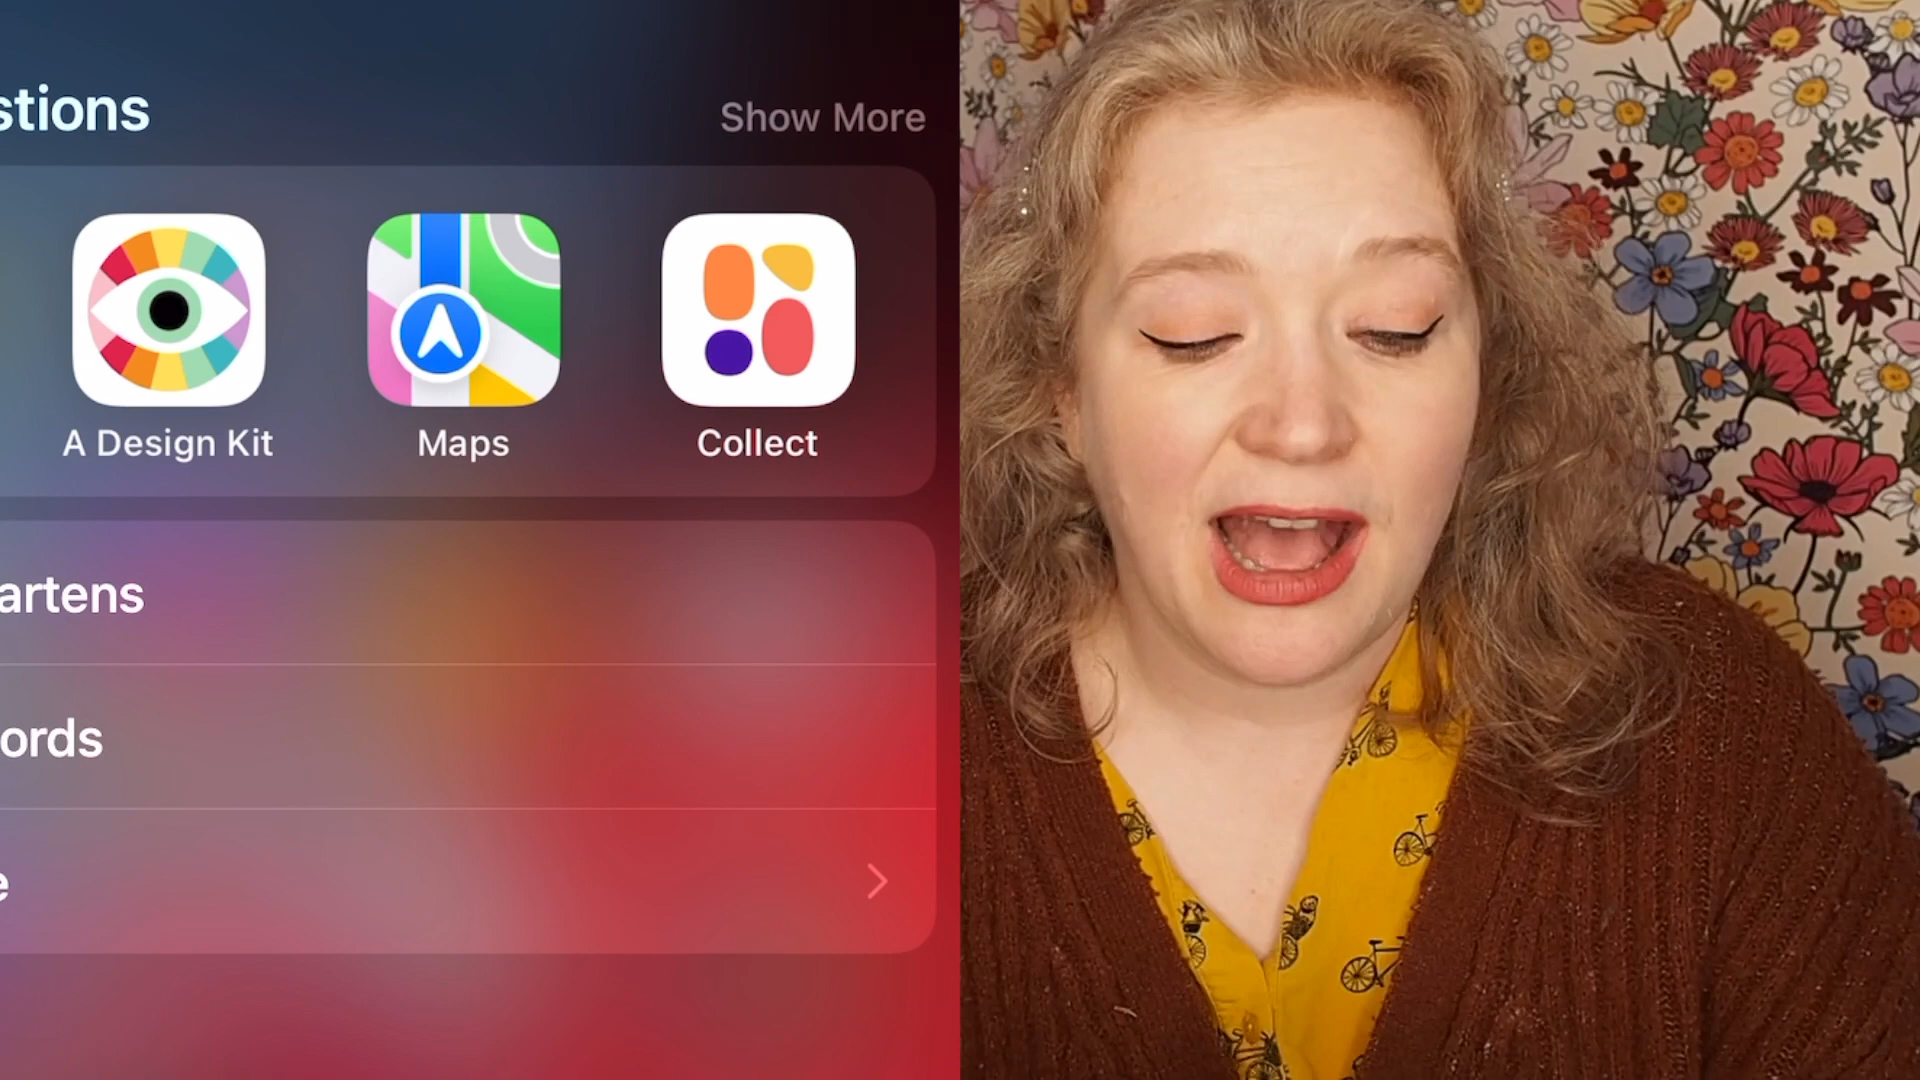 stions
Show More
A Design Kit
Maps
Collect
artens
ords
e